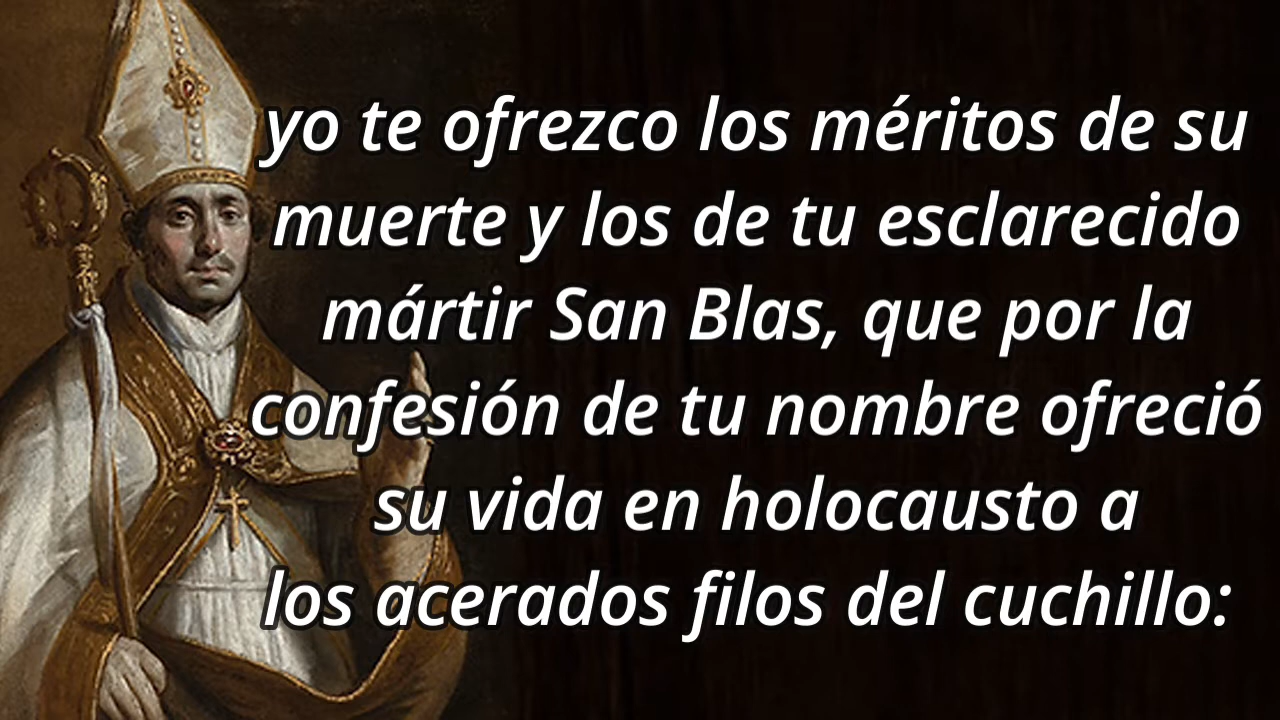 yo te ofrezco los méritos de su
muerte y los de tu esclarecido
mártir San Blas, que por la
confesión de tu nombre ofreció
su vida en holocausto a
los acerados filos del cuchillo: